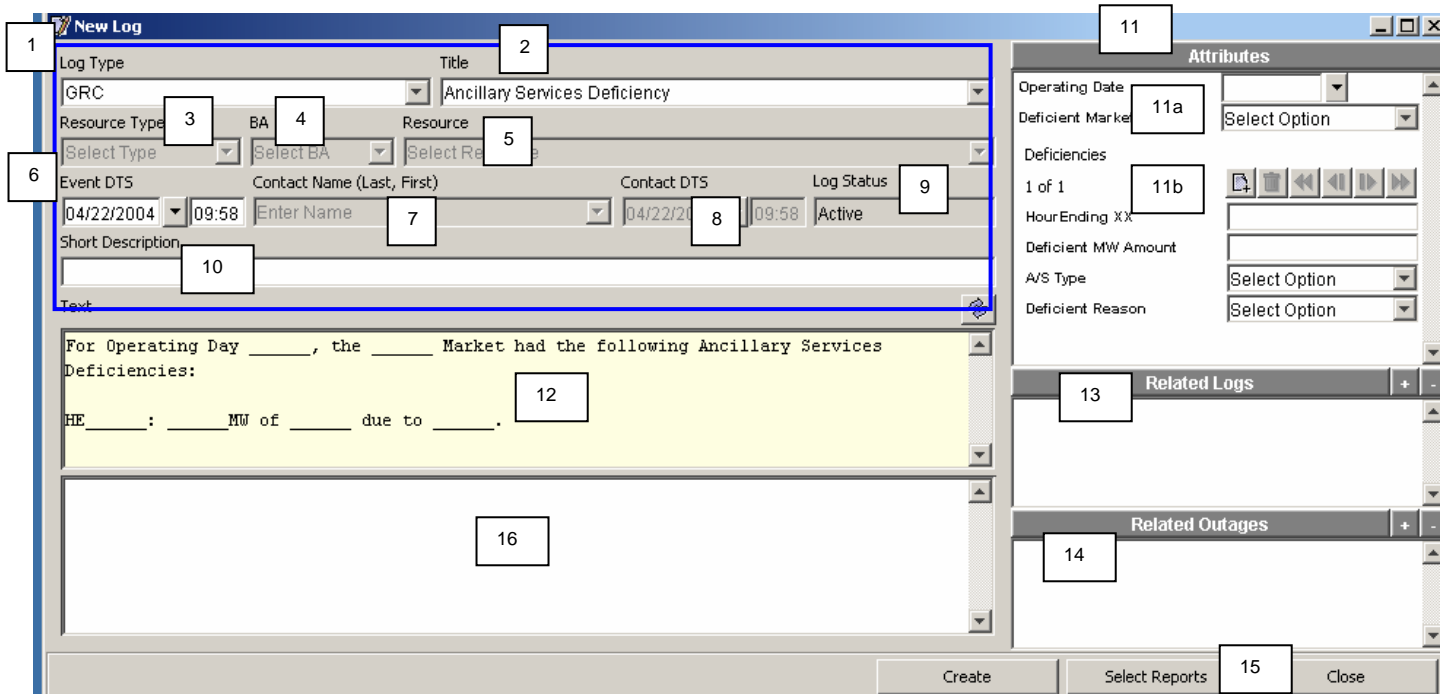 New Log
1
2
11
Log Type
Title
Attributes
GRC
Ancillary Services Deficiency
Operating Date
11a
Deficient Market
Select Option
Resource Type
3
BA
4
Resource
5
Select Type
Select BA
Select Re
Deficiencies
6
Event DTS
Contact Name (Last, First)
Contact DTS
Log Status
9
1 of 1
11b
04/22/2004
09:58
Enter Name
7
04/22/20
8
09:58
Active
HourEnding XX
Short Description
10
Deficient MW Amount
A/S Type
Select Option
Text
Deficient Reason
Select Option
For Operating Day ______, the ______ Market had the following Ancillary Services
Deficiencies:
12
HE______: ______MW of ______ due to ______.
13
Related Logs
+ -
16
Related Outages
+ -
14
Create
Select Reports
15
Close